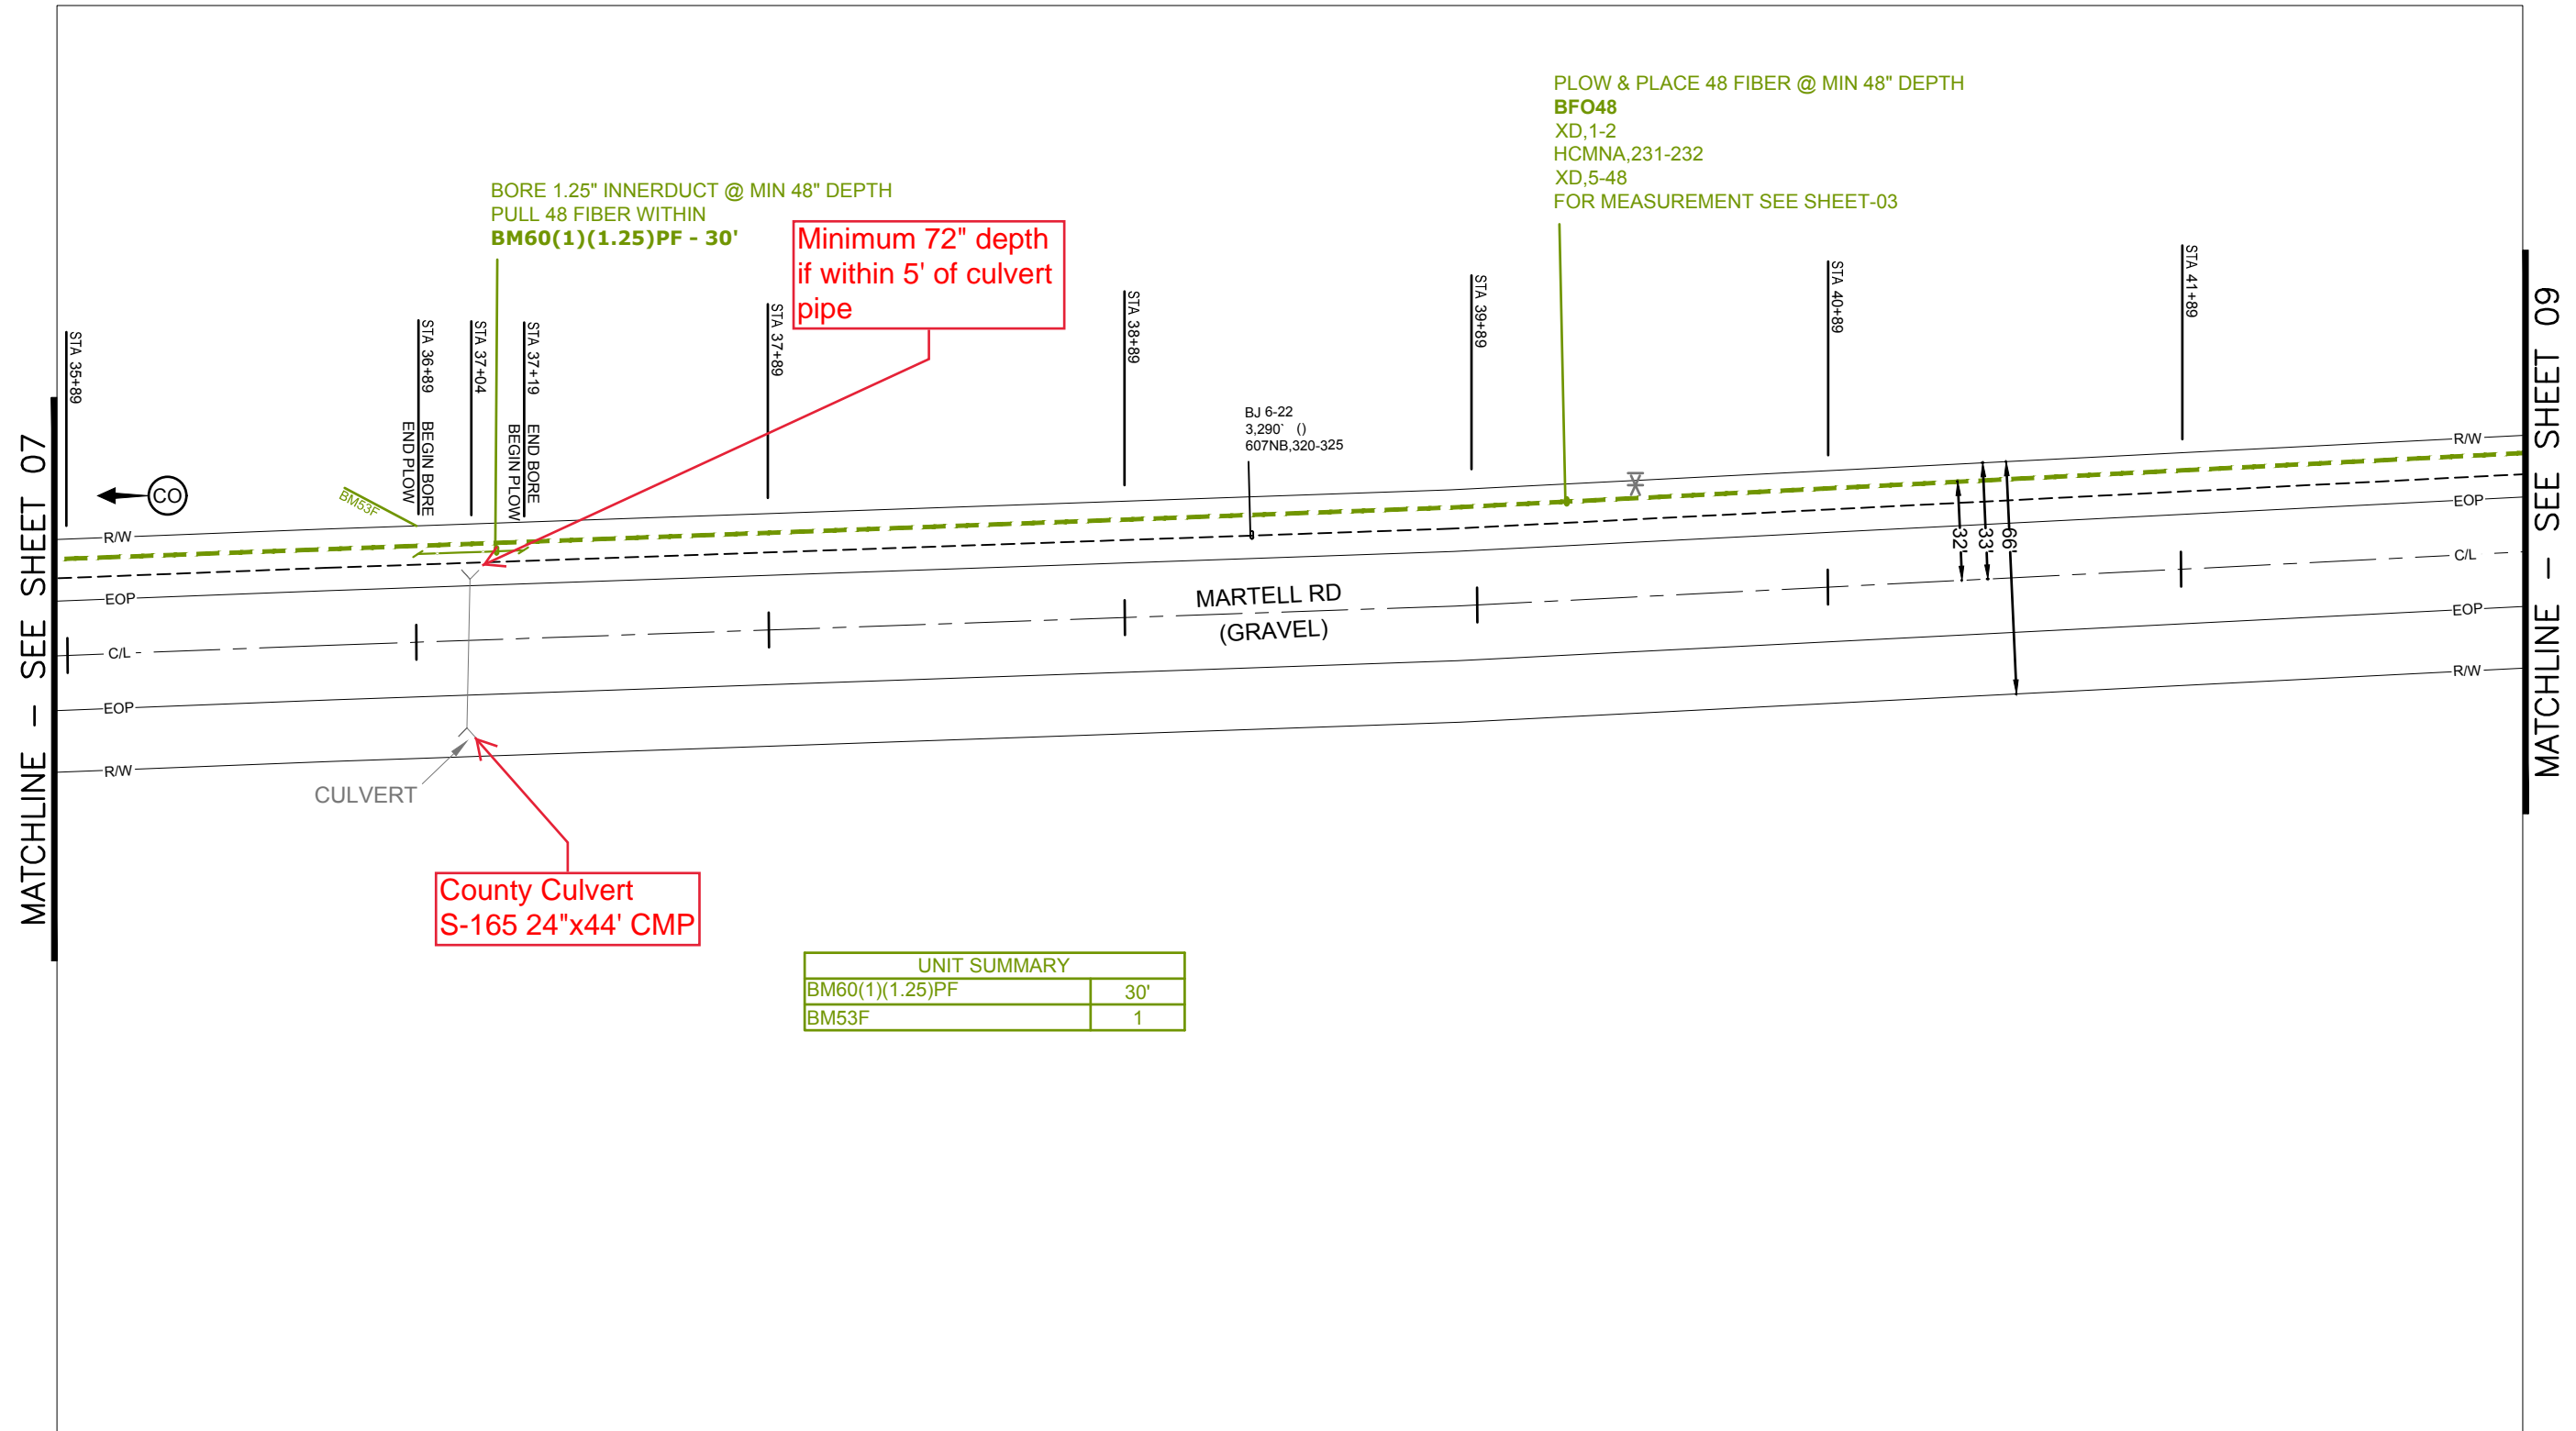 PLOW & PLACE 48 FIBER @ MIN 48" DEPTH
BFO48
XD,1-2
HCMNA,231-232
XD,5-48
FOR MEASUREMENT SEE SHEET-03
BORE 1.25" INNERDUCT @ MIN 48" DEPTH
PULL 48 FIBER WITHIN
BM60(1)(1.25)PF - 30'
Minimum 72" depth
if within 5' of culvert
pipe
STA 35+89
STA 36+89
BEGIN BORE
END PLOW
STA 37+04
STA 37+19
END BORE
BEGIN PLOW
STA 37+89
STA 38+89
STA 39+89
STA 40+89
STA 41+89
MATCHLINE - SEE SHEET 07
MATCHLINE - SEE SHEET 09
CO
BM53F
BJ 6-22
3,290` ()
607NB,320-325
R/W
EOP
C/L
EOP
R/W
MARTELL RD
(GRAVEL)
32'
33'
66'
R/W
EOP
C/L
EOP
R/W
CULVERT
County Culvert
S-165 24"x44' CMP
UNIT SUMMARY
BM60(1)(1.25)PF 30'
BM53F 1